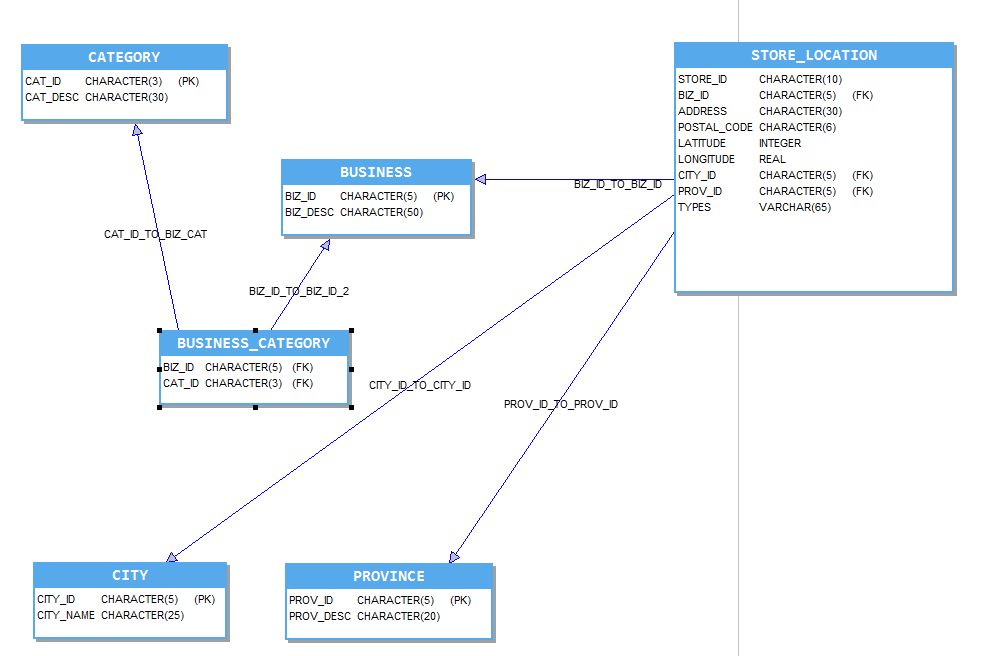 CATEGORY
CAT_ID CHARACTER(3) (PK)
CAT_DESC CHARACTER(30)
STORE_LOCATION
STORE_ID CHARACTER(10)
BIZ_ID CHARACTER(5) (FK)
ADDRESS CHARACTER(30)
POSTAL_CODE CHARACTER(6)
LATITUDE INTEGER
LONGITUDE REAL
CITY_ID CHARACTER(5) (FK)
PROV_ID CHARACTER(5) (FK)
TYPES VARCHAR(65)
BUSINESS
BIZ_ID CHARACTER(5) (PK)
BIZ_DESC CHARACTER(50)
BIZ_ID_TO_BIZ_ID
CAT_ID_TO_BIZ_CAT
BIZ_ID_TO_BIZ_ID_2
BUSINESS_CATEGORY
BIZ_ID CHARACTER(5) (FK)
CAT_ID CHARACTER(3) (FK)
CITY_ID_TO_CITY_ID
PROV_ID_TO_PROV_ID
CITY
CITY_ID CHARACTER(5) (PK)
CITY_NAME CHARACTER(25)
PROVINCE
PROV_ID CHARACTER(5) (PK)
PROV_DESC CHARACTER(20)